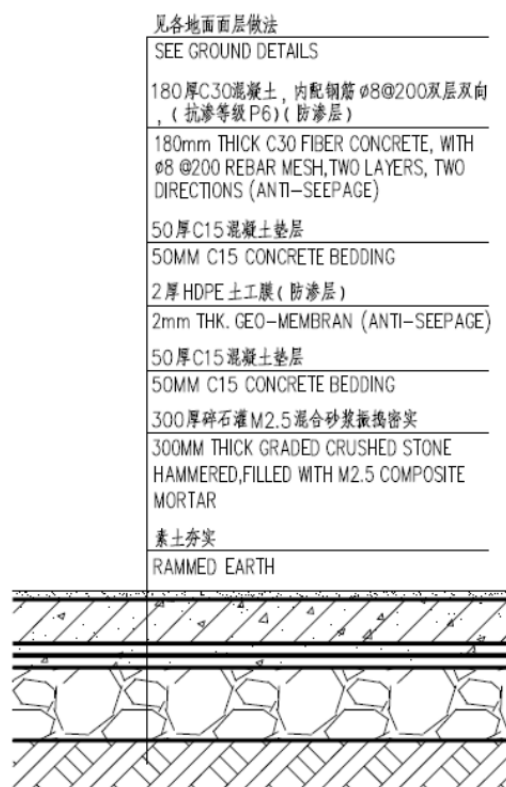 见各地面面层做法
SEE GROUND DETAILS
180厚C30混凝土, 内配钢筋 ø8@200双层双向
, (抗渗等级P6)(防渗层)
180mm THICK C30 FIBER CONCRETE, WITH
ø8 @200 REBAR MESH,TWO LAYERS, TWO
DIRECTIONS (ANTI-SEEPAGE)
50厚C15混凝土垫层
50MM C15 CONCRETE BEDDING
2厚HDPE土工膜(防渗层)
2mm THK. GEO-MEMBRAN (ANTI-SEEPAGE)
50厚C15混凝土垫层
50MM C15 CONCRETE BEDDING
300厚碎石灌M2.5混合砂浆振捣密实
300MM THICK GRADED CRUSHED STONE
HAMMERED,FILLED WITH M2.5 COMPOSITE
MORTAR
素土夯实
RAMMED EARTH